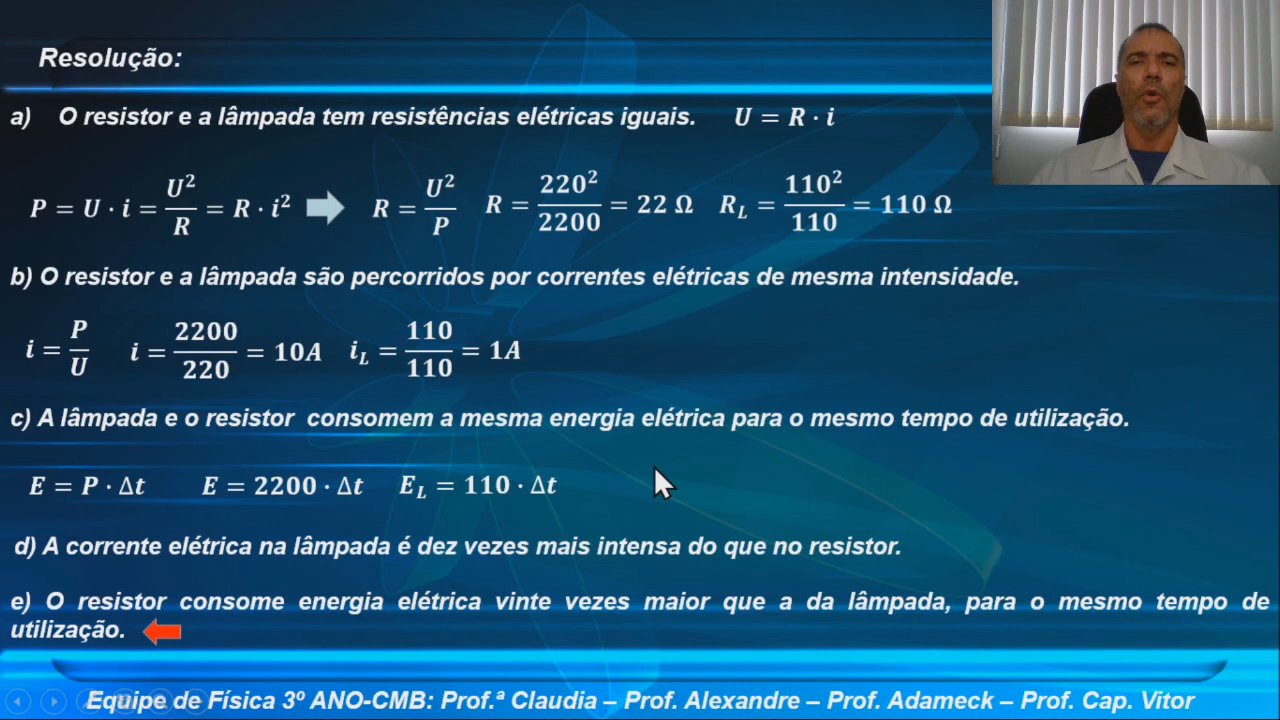 Resolução:
a) O resistor e a lâmpada tem resistências elétricas iguais. U = R · i
P = U · i = U²/R = R · i² R = U²/P R = 220²/2200 = 22 Ω R_L = 110²/110 = 110 Ω
b) O resistor e a lâmpada são percorridos por correntes elétricas de mesma intensidade.
i = P/U i = 2200/220 = 10A i_L = 110/110 = 1A
c) A lâmpada e o resistor consomem a mesma energia elétrica para o mesmo tempo de utilização.
E = P · Δt E = 2200 · Δt E_L = 110 · Δt
d) A corrente elétrica na lâmpada é dez vezes mais intensa do que no resistor.
e) O resistor consome energia elétrica vinte vezes maior que a da lâmpada, para o mesmo tempo de
utilização.
Equipe de Física 3º ANO-CMB: Prof.ª Claudia – Prof. Alexandre – Prof. Adameck – Prof. Cap. Vitor